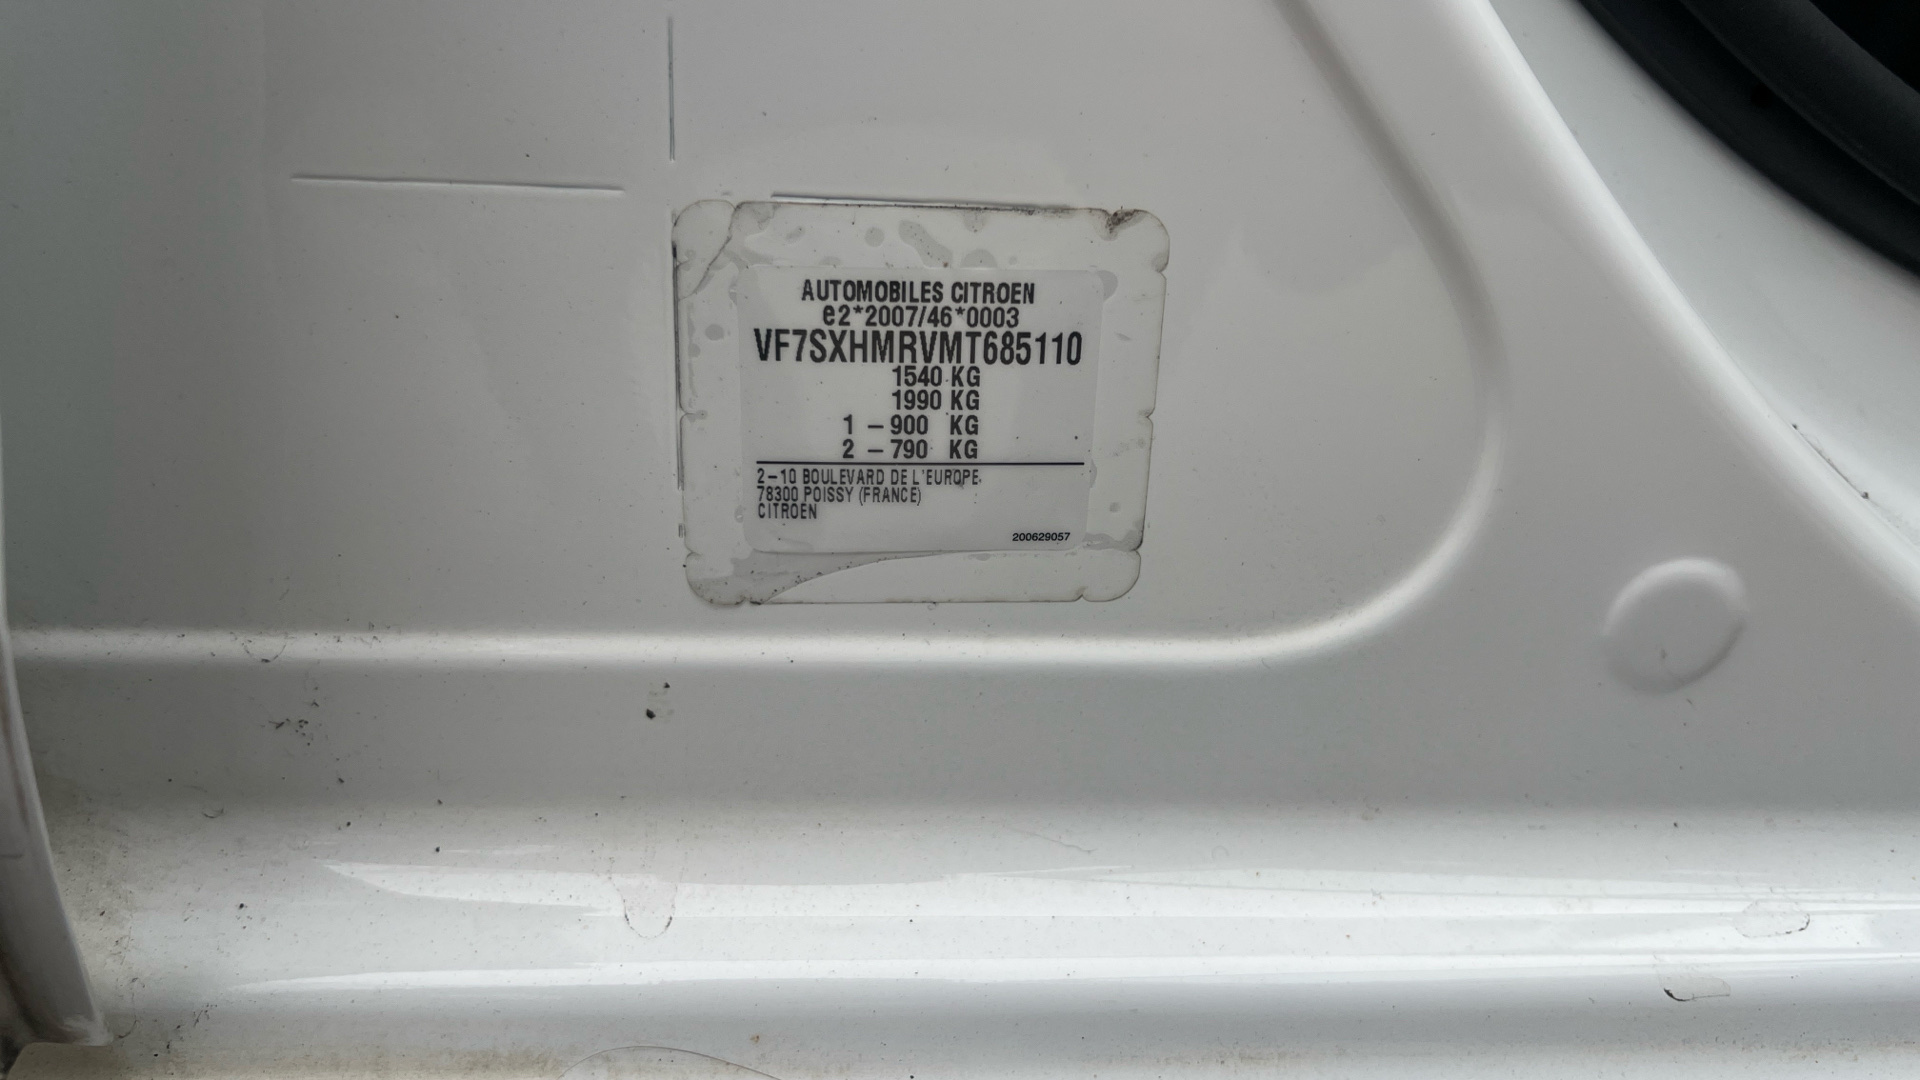 AUTOMOBILES CITROEN
e2*2007/46*0003
VF7SXHMRVMT685110
1540 KG
1990 KG
1 – 900 KG
2 – 790 KG
2–10 BOULEVARD DE L'EUROPE
78300 POISSY (FRANCE)
CITROEN
200629057